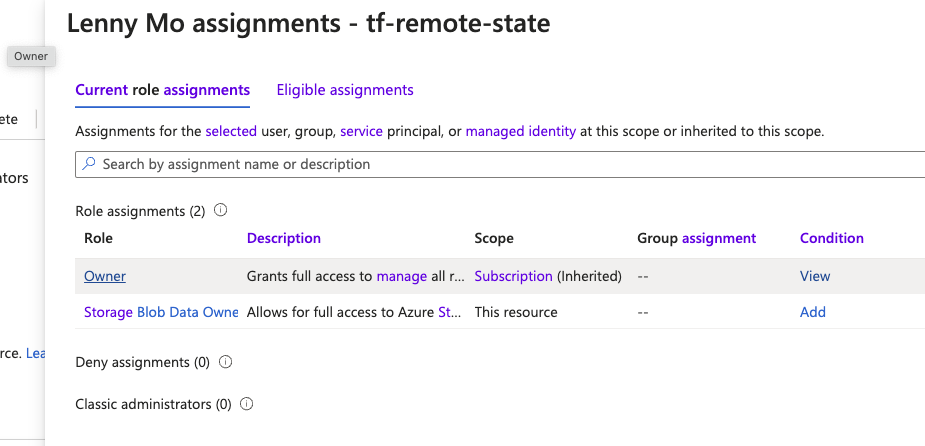 Lenny Mo assignments - tf-remote-state
Owner
Current role assignments Eligible assignments
ete
Assignments for the selected user, group, service principal, or managed identity at this scope or inherited to this scope.
Search by assignment name or description
ators
Role assignments (2)
Role Description Scope Group assignment Condition
Owner Grants full access to manage all r... Subscription (Inherited) -- View
Storage Blob Data Owne Allows for full access to Azure St... This resource -- Add
rce. Lea
Deny assignments (0)
Classic administrators (0)